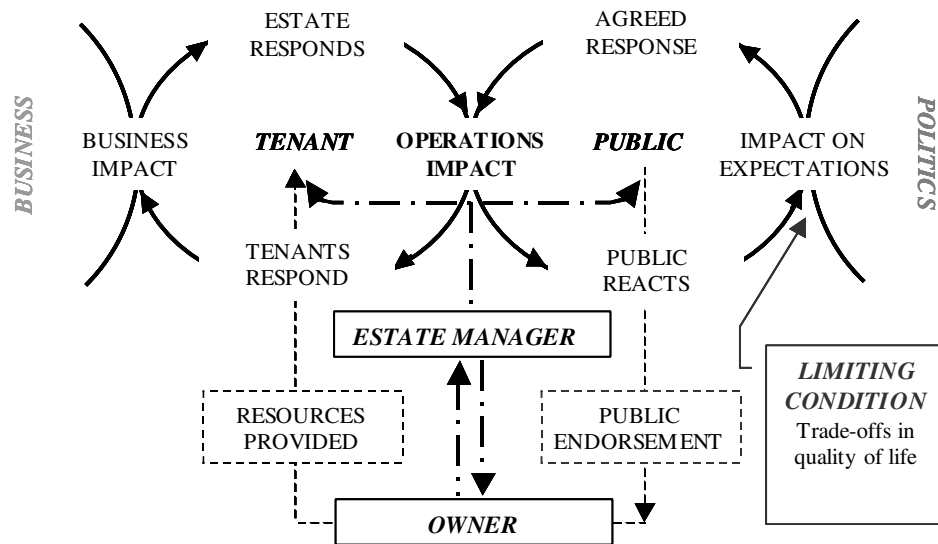 ESTATE
RESPONDS
AGREED
RESPONSE
BUSINESS
BUSINESS
IMPACT
TENANT
OPERATIONS
IMPACT
PUBLIC
IMPACT ON
EXPECTATIONS
POLITICS
TENANTS
RESPOND
PUBLIC
REACTS
ESTATE MANAGER
RESOURCES
PROVIDED
PUBLIC
ENDORSEMENT
LIMITING
CONDITION
Trade-offs in
quality of life
OWNER